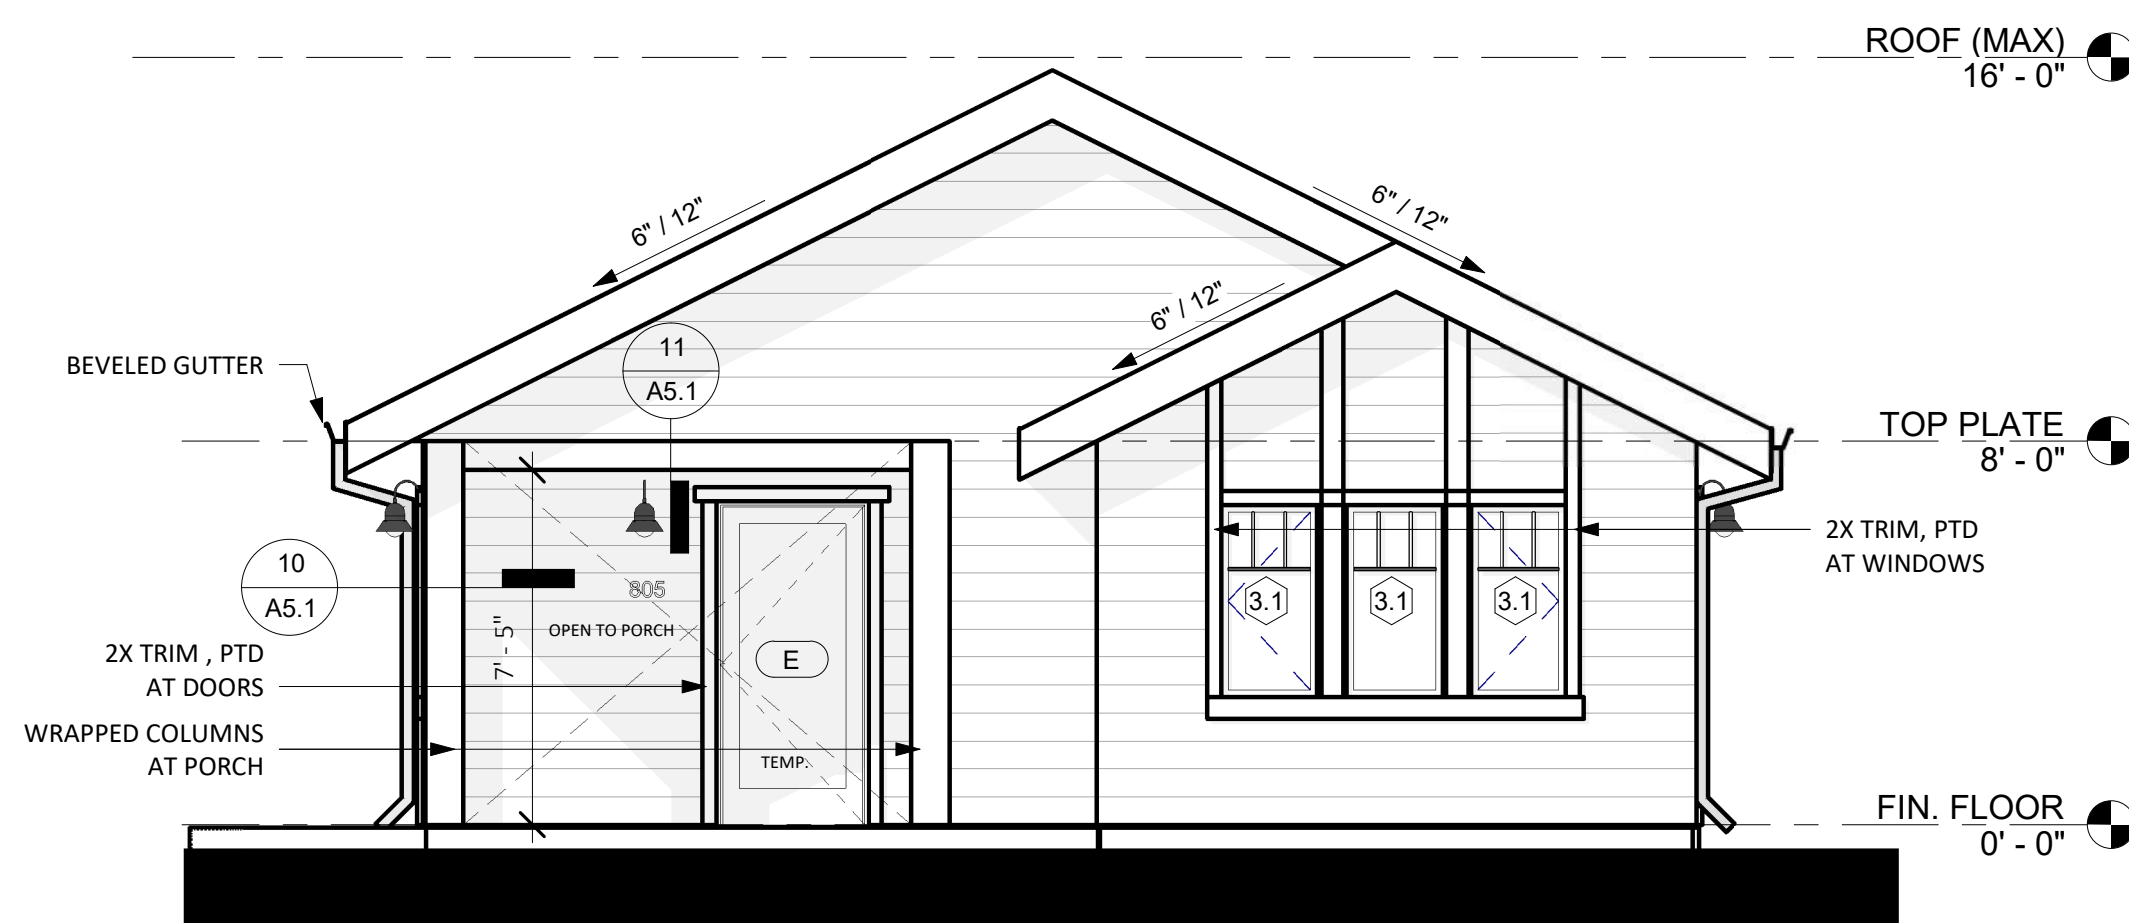 ROOF (MAX)
16' - 0"
6" / 12"
6" / 12"
6" / 12"
11
A5.1
BEVELED GUTTER
TOP PLATE
8' - 0"
10
A5.1
805
OPEN TO PORCH
7' - 5"
E
TEMP.
3.1
3.1
3.1
2X TRIM, PTD
AT WINDOWS
2X TRIM , PTD
AT DOORS
WRAPPED COLUMNS
AT PORCH
FIN. FLOOR
0' - 0"